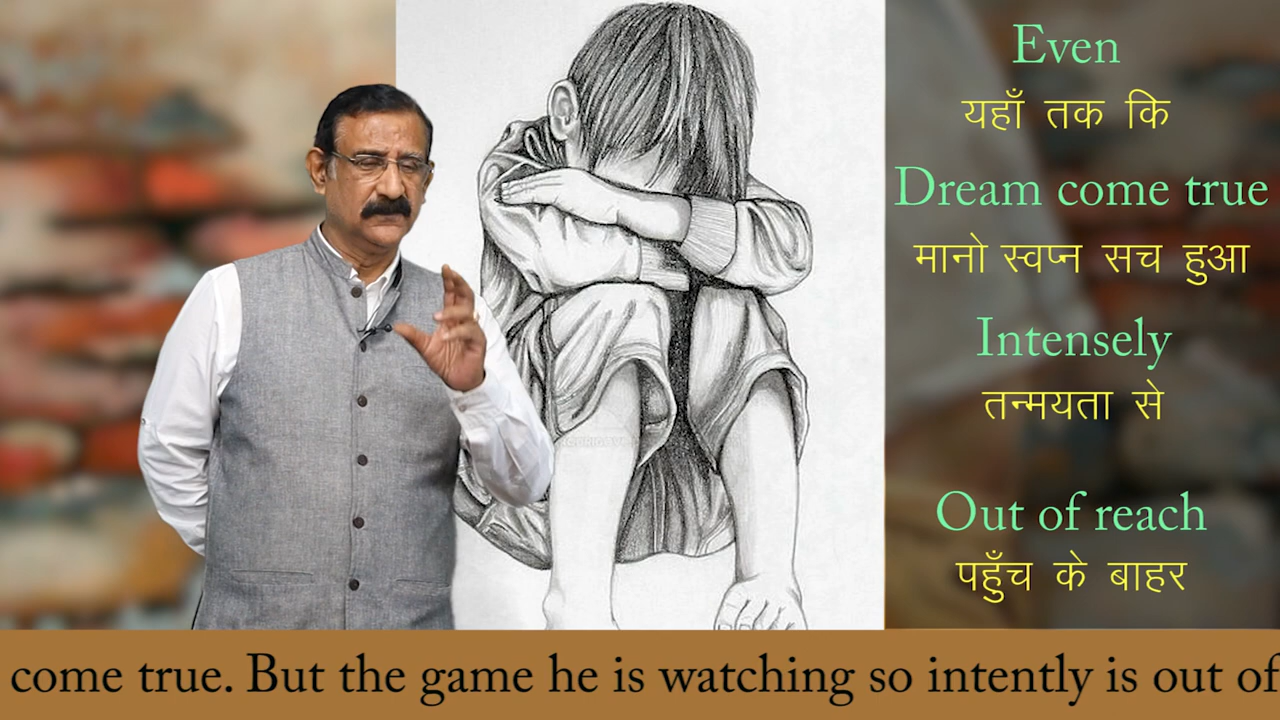 Even
यहाँ तक कि
Dream come true
मानो स्वप्न सच हुआ
Intensely
तन्मयता से
Out of reach
पहुँच के बाहर
come true. But the game he is watching so intently is out of